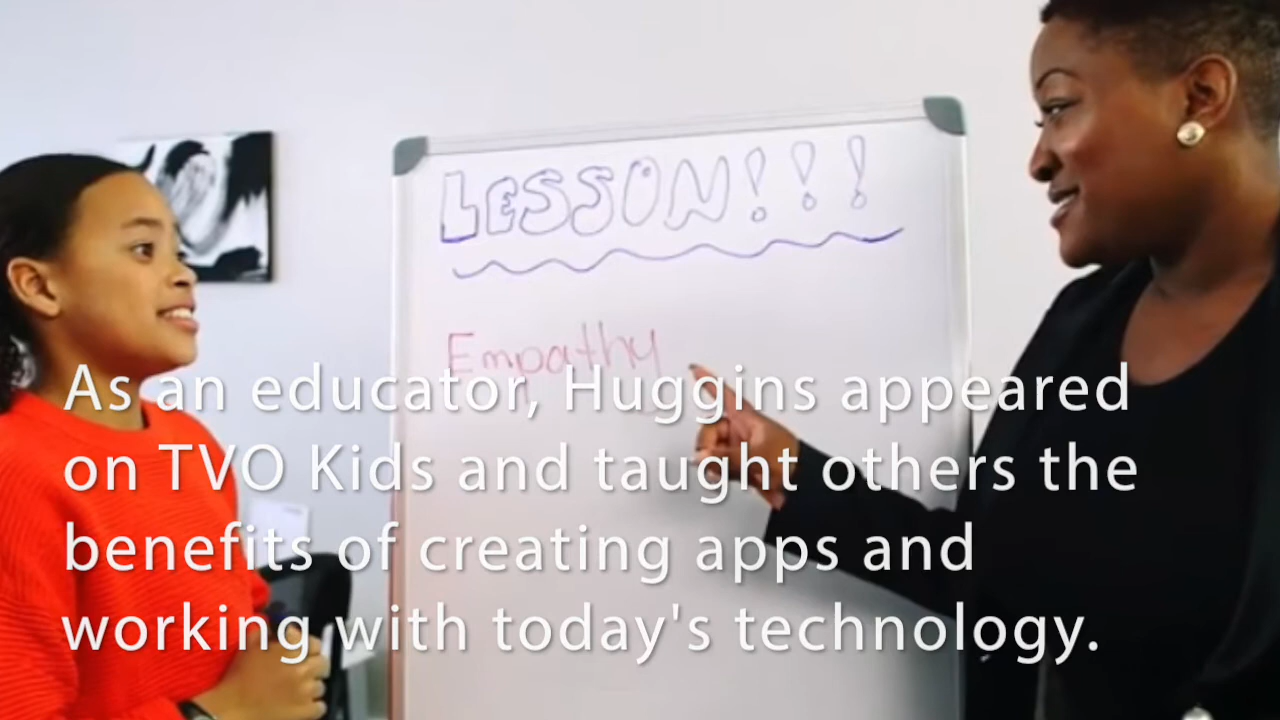 LESSON!!!
Empathy
As an educator, Huggins appeared
on TVO Kids and taught others the
benefits of creating apps and
working with today's technology.